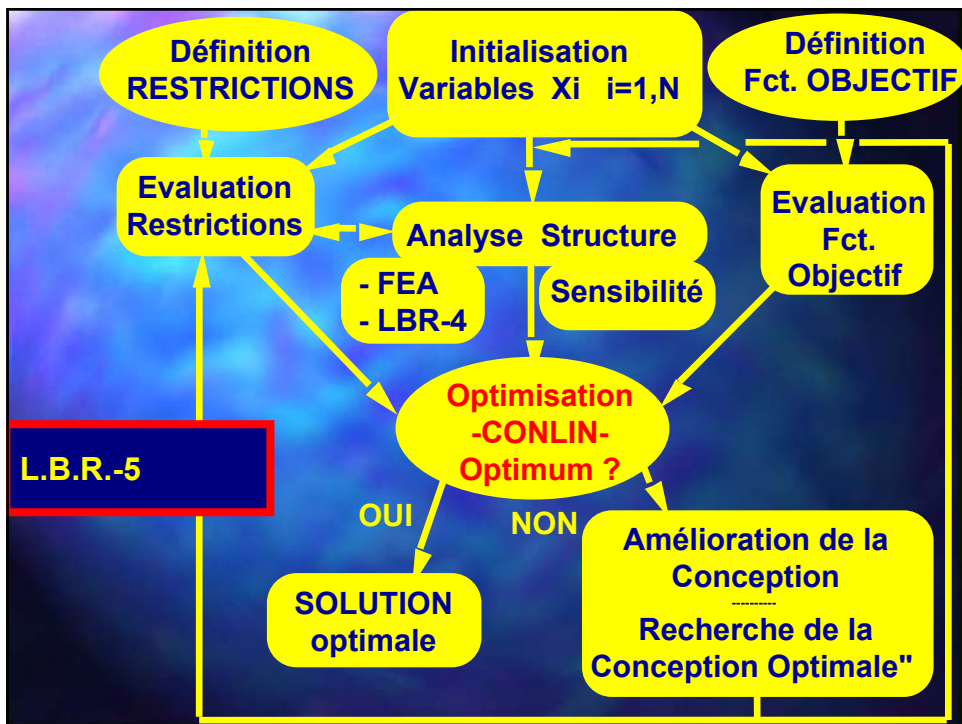 Définition
RESTRICTIONS
Initialisation
Variables Xi i=1,N
Définition
Fct. OBJECTIF
Evaluation
Restrictions
Analyse Structure
- FEA
- LBR-4
Sensibilité
Evaluation
Fct.
Objectif
Optimisation
-CONLIN-
Optimum ?
L.B.R.-5
OUI
NON
SOLUTION
optimale
Amélioration de la
Conception
----------
Recherche de la
Conception Optimale"